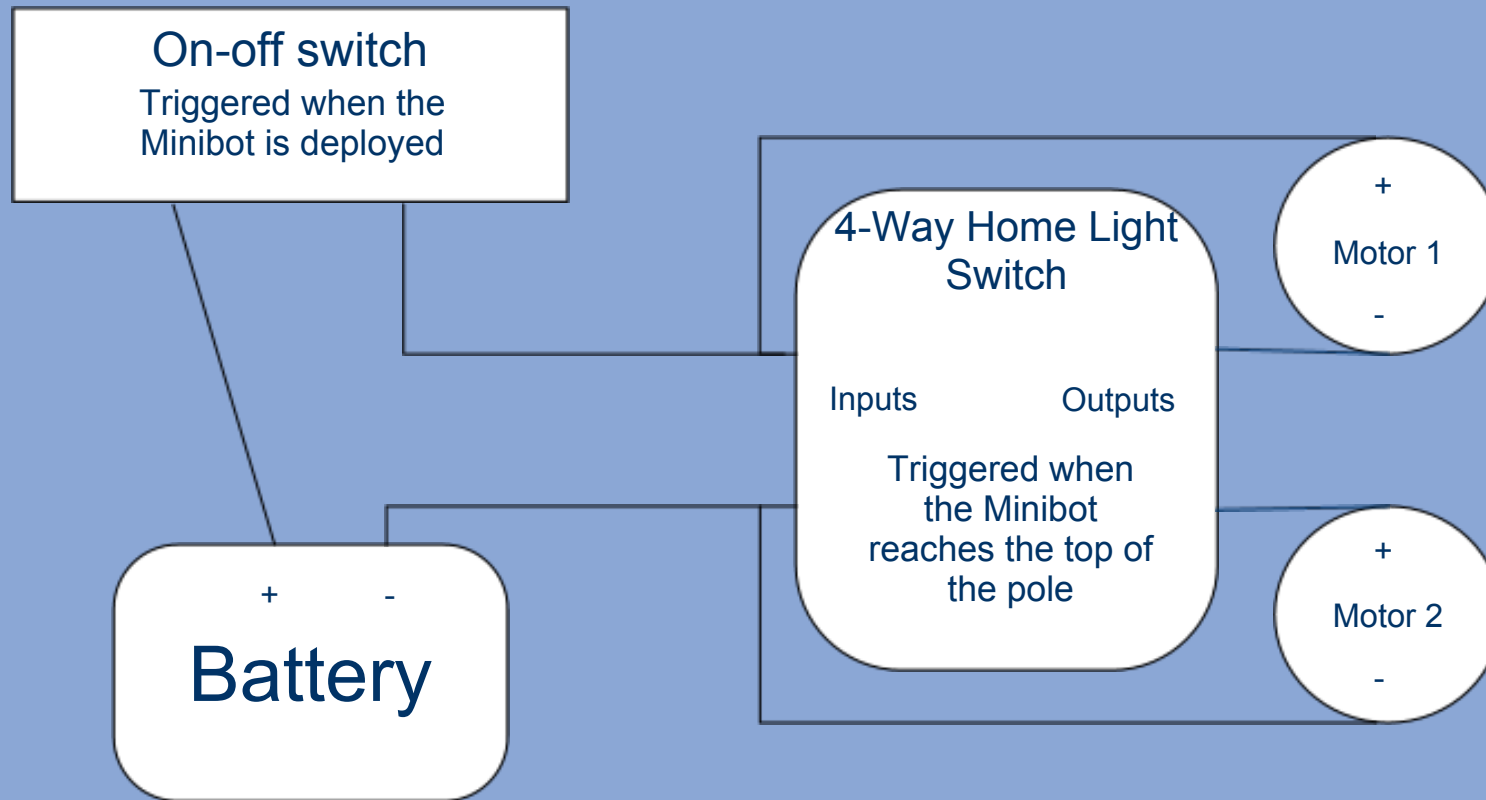 On-off switch
Triggered when the
Minibot is deployed
+
Motor 1
-
4-Way Home Light
Switch
Inputs
Outputs
Triggered when
the Minibot
reaches the top of
the pole
+
-
Battery
+
Motor 2
-